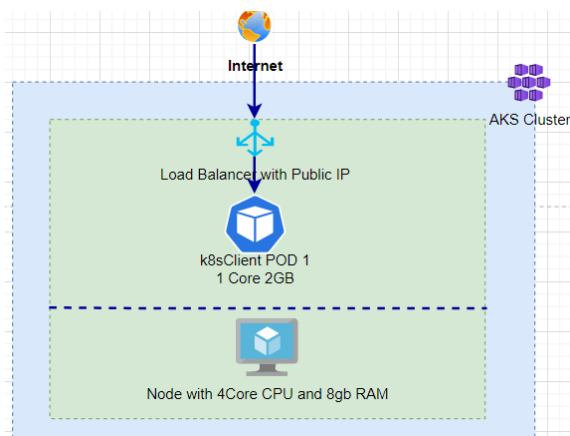 Internet
AKS Cluster
Load Balancer with Public IP
k8sClient POD 1
1 Core 2GB
Node with 4Core CPU and 8gb RAM